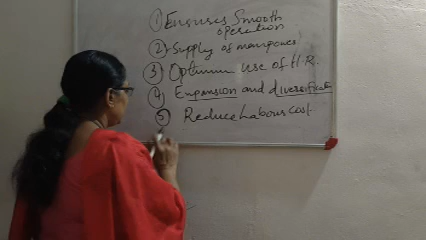 ① Ensures Smooth
operation
② Supply of manpower
③ Optimum use of H.R.
④ Expansion and diversificat
⑤ Reduce Labour cost.